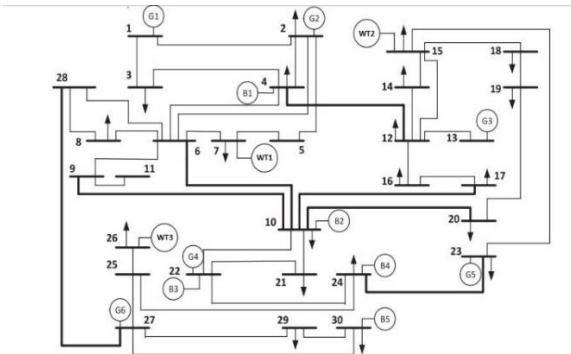 G1 G2 WT2
1 2 15 18
28 3 4 14 19
B1 G3
8 6 7 5 12 13
WT1
9 11 16 17
10 B2 20
26 WT3 23
G4 B4
25 22 21 24 G5
B3
G6 B5
27 29 30